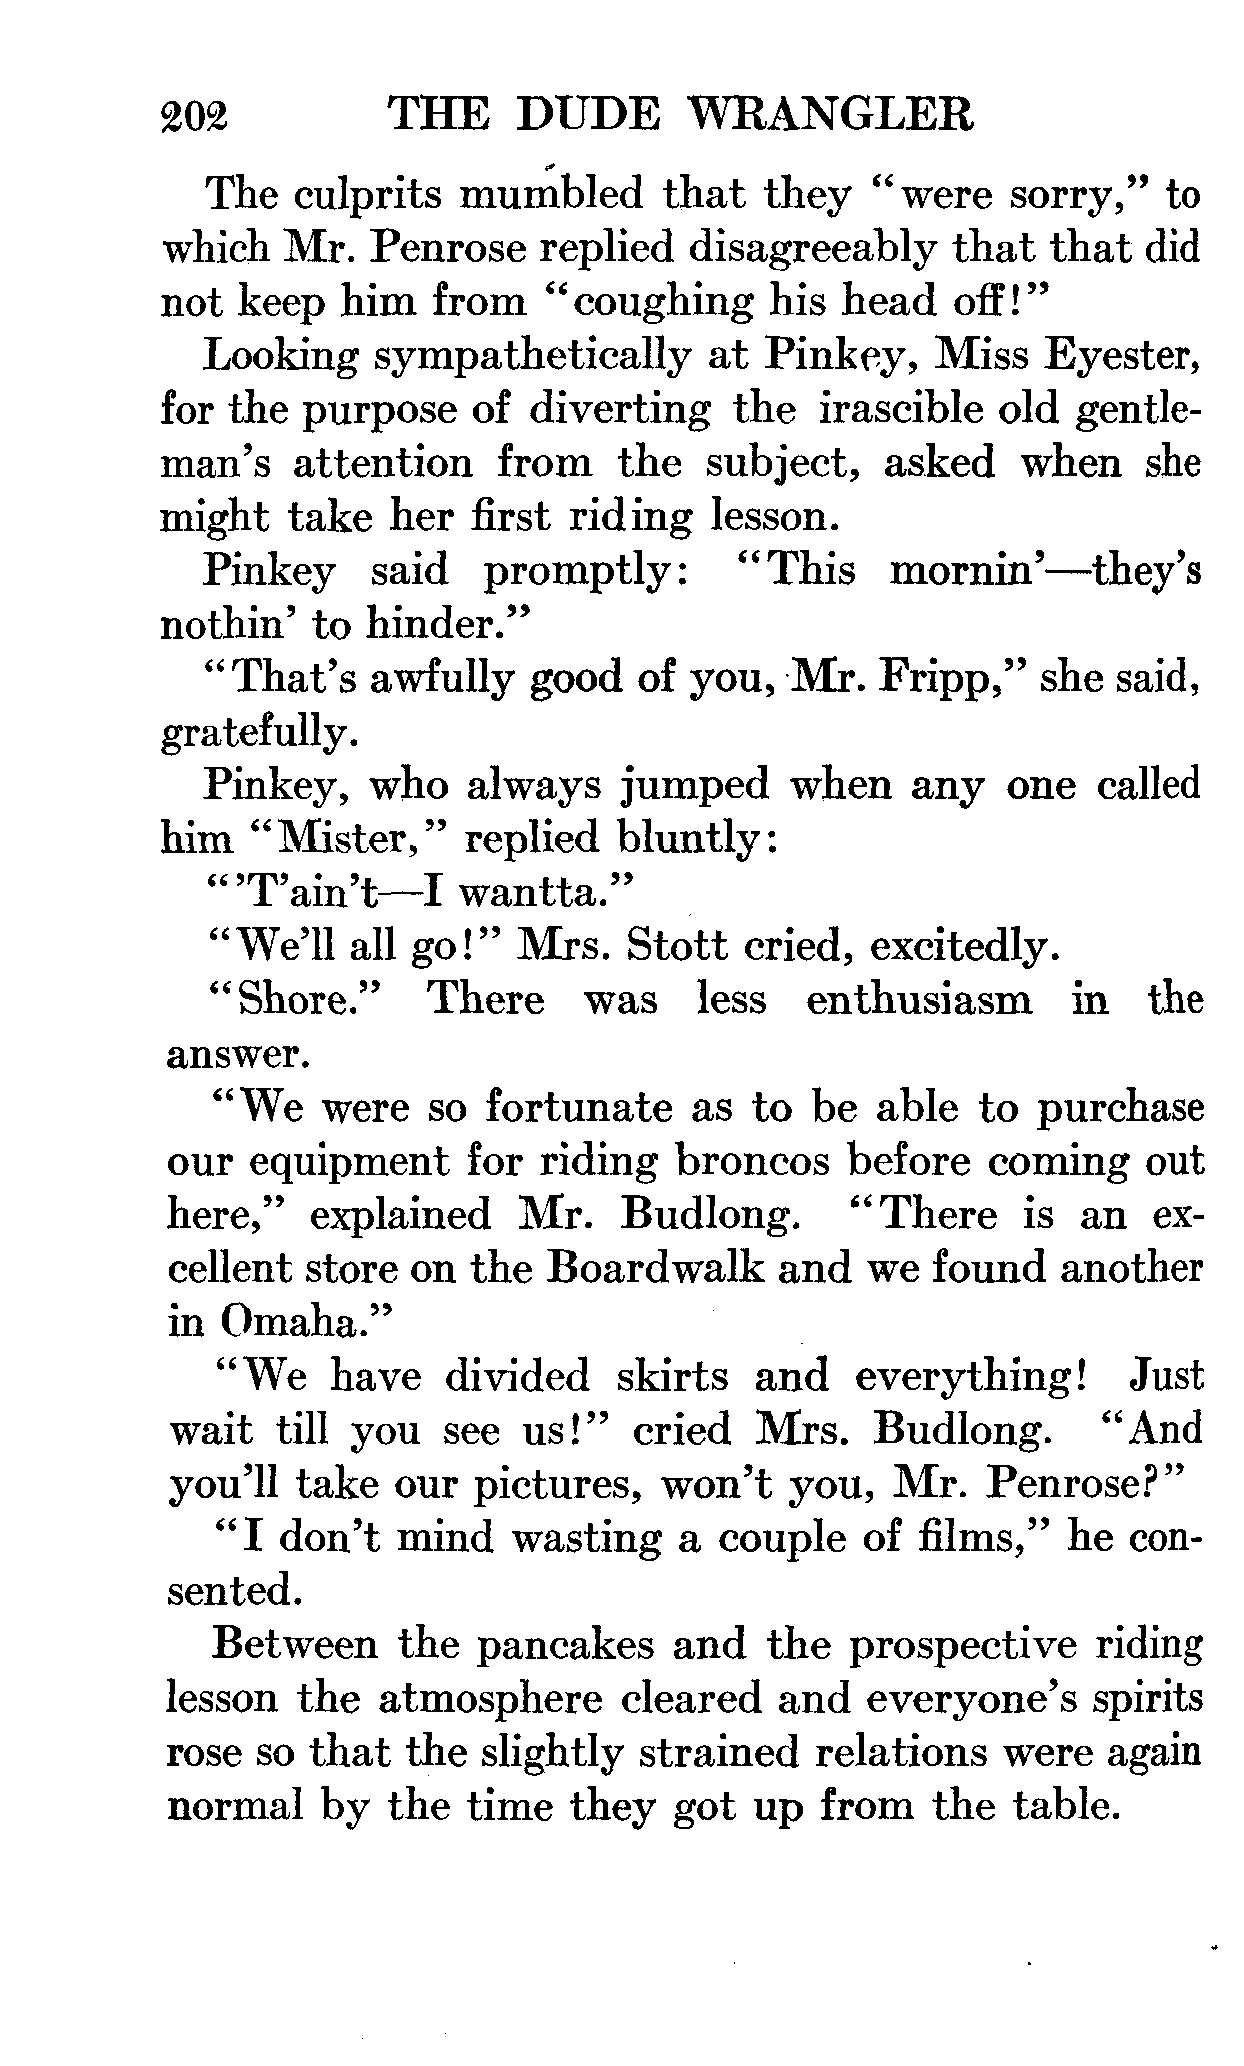 202 THE DUDE WRANGLER
The culprits mumbled that they “were sorry,” to
which Mr. Penrose replied disagreeably that that did
not keep him from “coughing his head off!”
Looking sympathetically at Pinkey, Miss Eyester,
for the purpose of diverting the irascible old gentle-
man’s attention from the subject, asked when she
might take her first riding lesson.
Pinkey said promptly: “This mornin’—they’s
nothin’ to hinder.”
“That’s awfully good of you, Mr. Fripp,” she said,
gratefully.
Pinkey, who always jumped when any one called
him “Mister,” replied bluntly:
“’T’ain’t—I wantta.”
“We’ll all go!” Mrs. Stott cried, excitedly.
“Shore.” There was less enthusiasm in the
answer.
“We were so fortunate as to be able to purchase
our equipment for riding broncos before coming out
here,” explained Mr. Budlong. “There is an ex-
cellent store on the Boardwalk and we found another
in Omaha.”
“We have divided skirts and everything! Just
wait till you see us!” cried Mrs. Budlong. “And
you’ll take our pictures, won’t you, Mr. Penrose?”
“I don’t mind wasting a couple of films,” he con-
sented.
Between the pancakes and the prospective riding
lesson the atmosphere cleared and everyone’s spirits
rose so that the slightly strained relations were again
normal by the time they got up from the table.